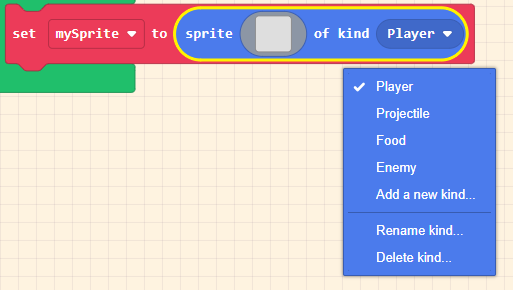 set mySprite to sprite of kind Player
Player
Projectile
Food
Enemy
Add a new kind...
Rename kind...
Delete kind...